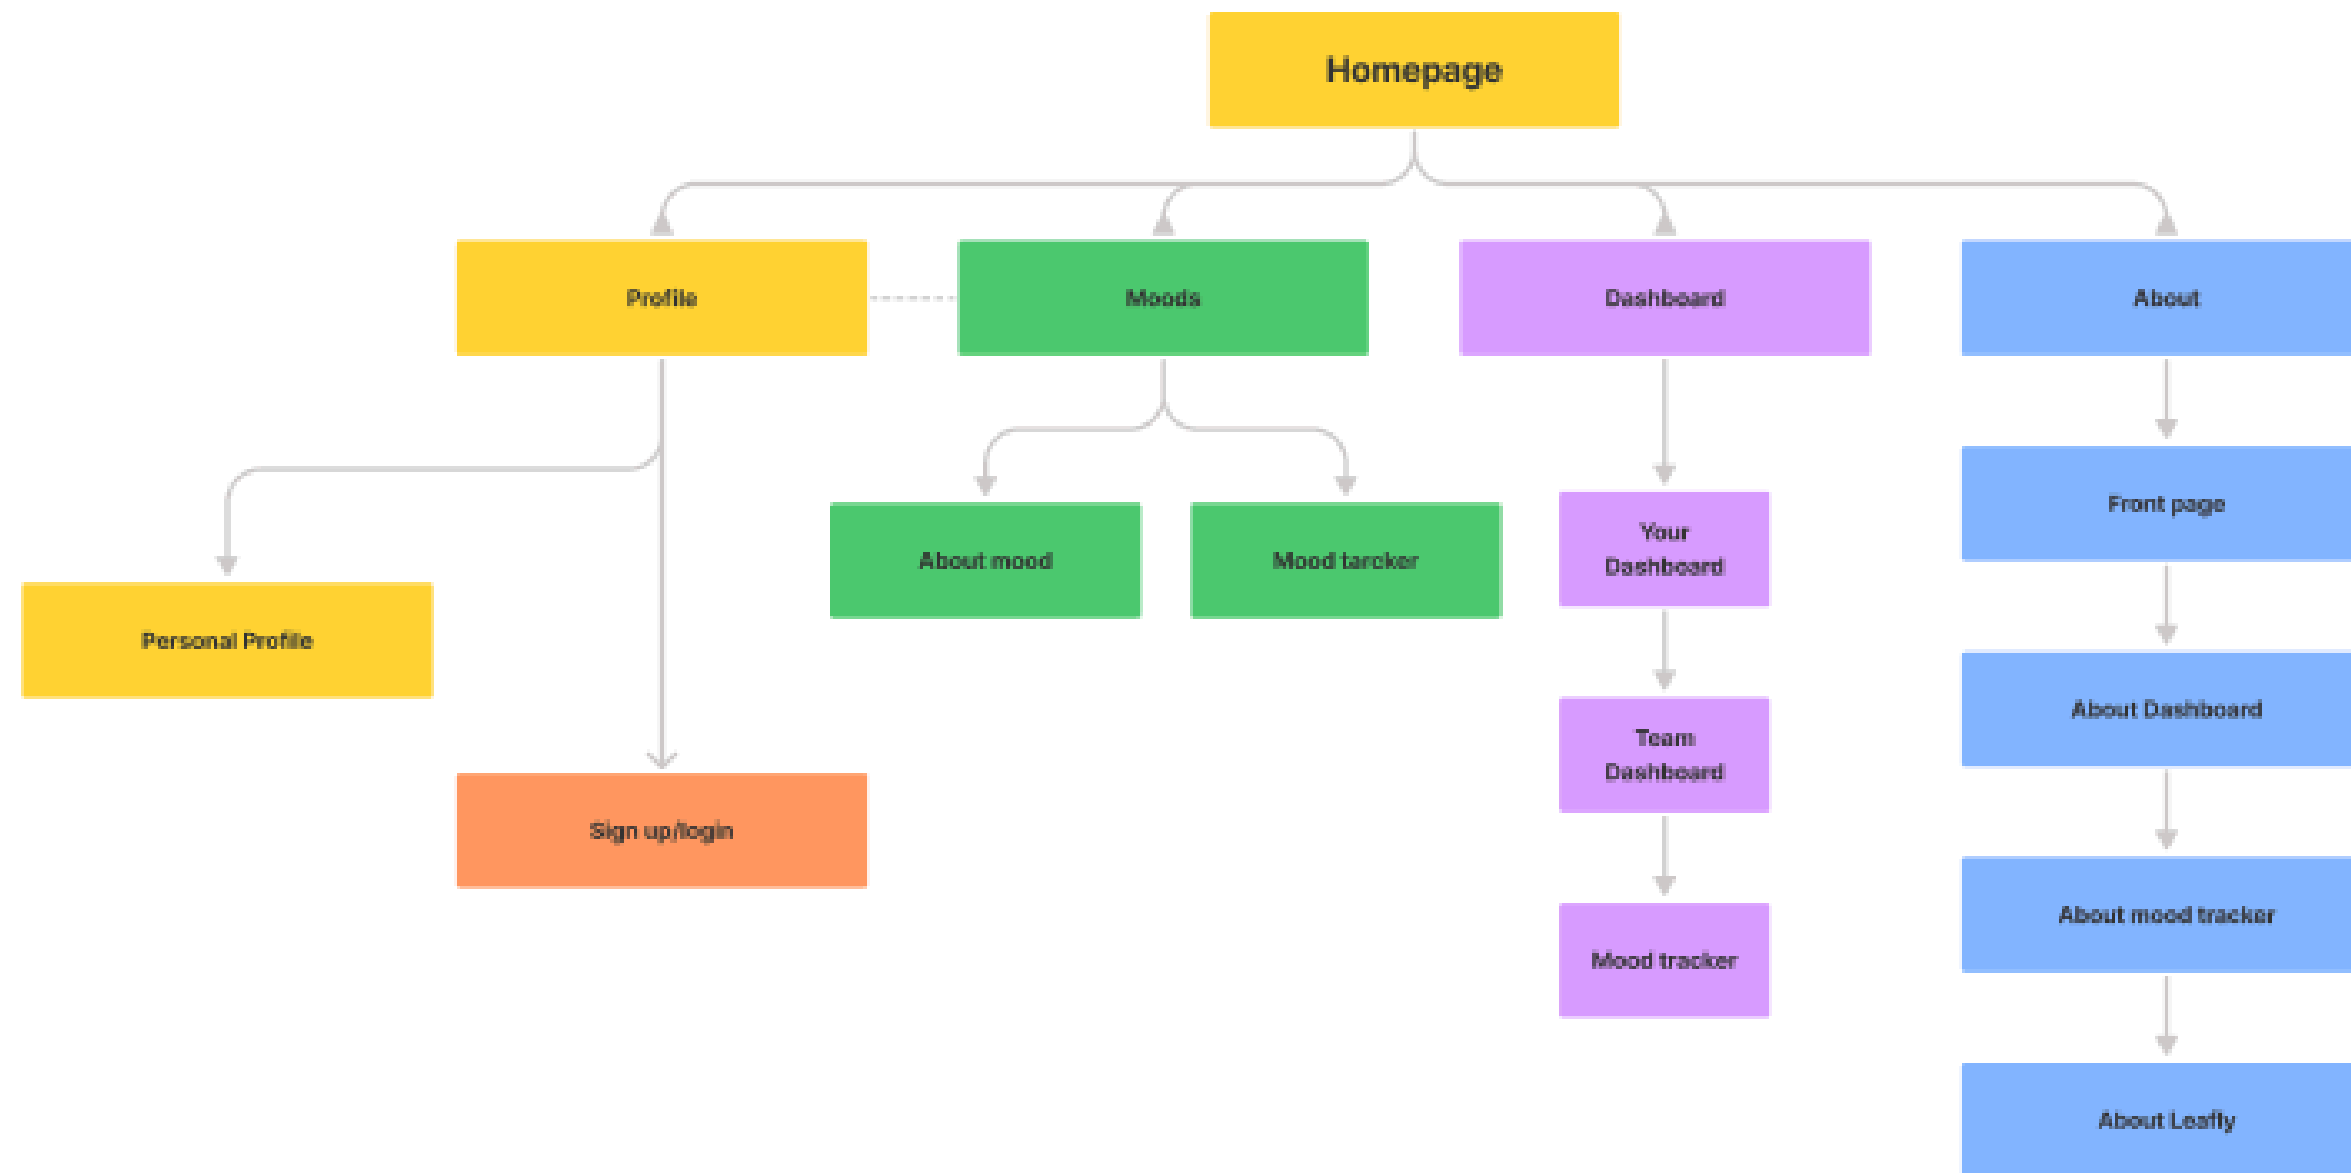 Homepage
Profile
Moods
Dashboard
About
Your
Dashboard
Front page
About mood
Mood tarcker
Personal Profile
Team
Dashboard
About Dashboard
Sign up/login
Mood tracker
About mood tracker
About Leafly